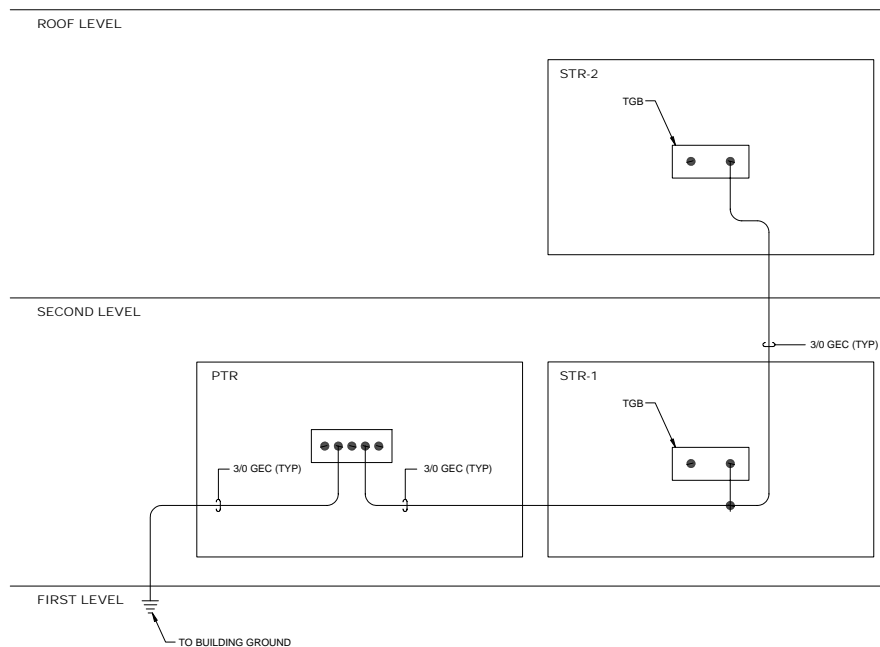 ROOF LEVEL
STR-2
TGB
SECOND LEVEL
3/0 GEC (TYP)
PTR
STR-1
TGB
3/0 GEC (TYP)
3/0 GEC (TYP)
FIRST LEVEL
TO BUILDING GROUND